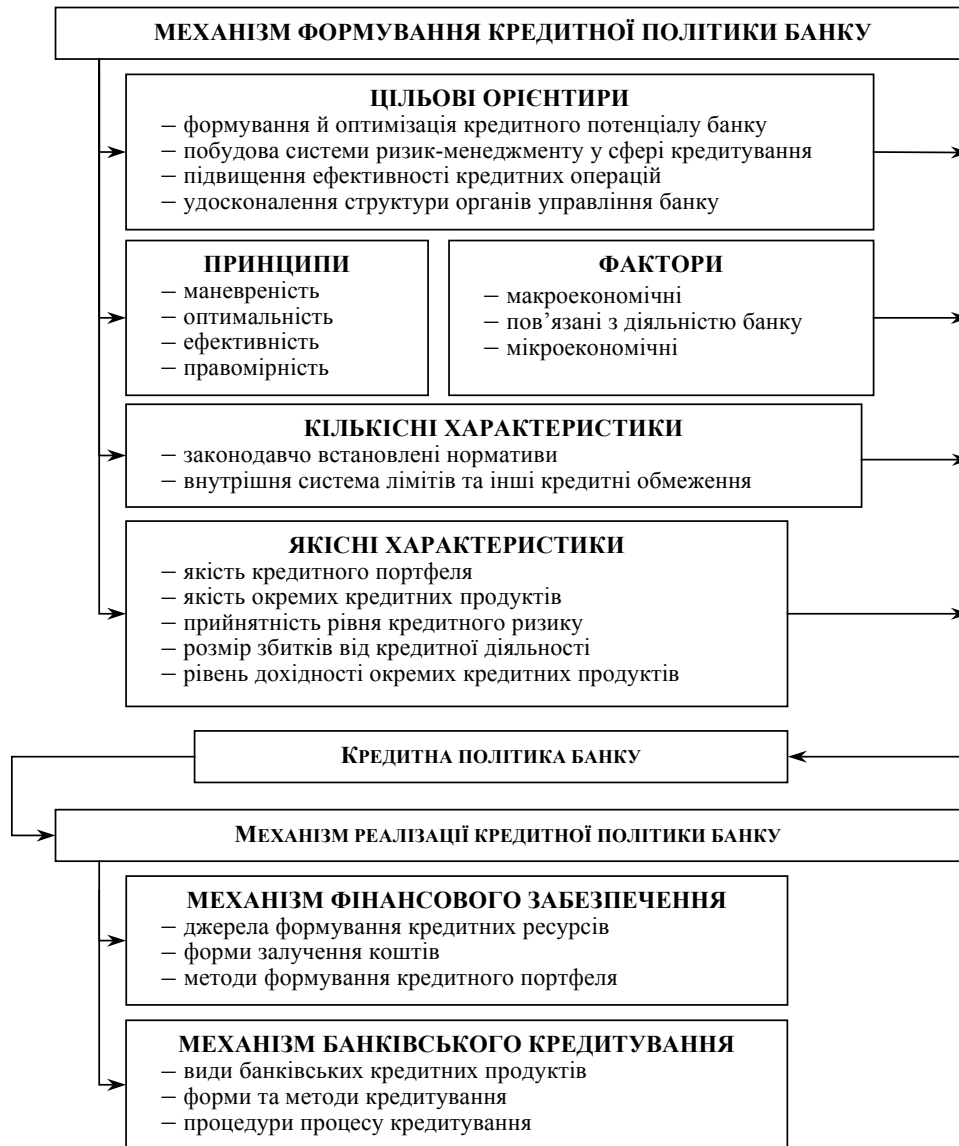 МЕХАНІЗМ ФОРМУВАННЯ КРЕДИТНОЇ ПОЛІТИКИ БАНКУ
ЦІЛЬОВІ ОРІЄНТИРИ
– формування й оптимізація кредитного потенціалу банку
– побудова системи ризик-менеджменту у сфері кредитування
– підвищення ефективності кредитних операцій
– удосконалення структури органів управління банку
ПРИНЦИПИ
– маневреність
– оптимальність
– ефективність
– правомірність
ФАКТОРИ
– макроекономічні
– пов’язані з діяльністю банку
– мікроекономічні
КІЛЬКІСНІ ХАРАКТЕРИСТИКИ
– законодавчо встановлені нормативи
– внутрішня система лімітів та інші кредитні обмеження
ЯКІСНІ ХАРАКТЕРИСТИКИ
– якість кредитного портфеля
– якість окремих кредитних продуктів
– прийнятність рівня кредитного ризику
– розмір збитків від кредитної діяльності
– рівень дохідності окремих кредитних продуктів
КРЕДИТНА ПОЛІТИКА БАНКУ
МЕХАНІЗМ РЕАЛІЗАЦІЇ КРЕДИТНОЇ ПОЛІТИКИ БАНКУ
МЕХАНІЗМ ФІНАНСОВОГО ЗАБЕЗПЕЧЕННЯ
– джерела формування кредитних ресурсів
– форми залучення коштів
– методи формування кредитного портфеля
МЕХАНІЗМ БАНКІВСЬКОГО КРЕДИТУВАННЯ
– види банківських кредитних продуктів
– форми та методи кредитування
– процедури процесу кредитування